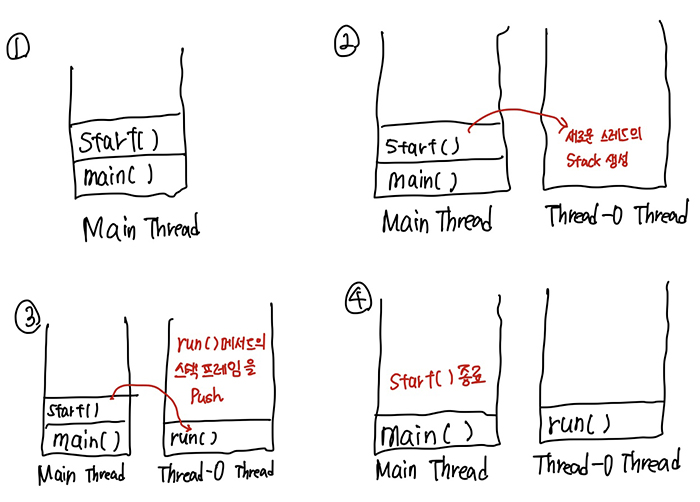 ①
start()
main()
Main Thread
②
start()
main()
Main Thread
새로운 스레드의
Stack 생성
Thread-0 Thread
③
start()
main()
Main Thread
run() 메서드의
스택 프레임을
Push
run()
Thread-0 Thread
④
start() 종료
main()
Main Thread
run()
Thread-0 Thread